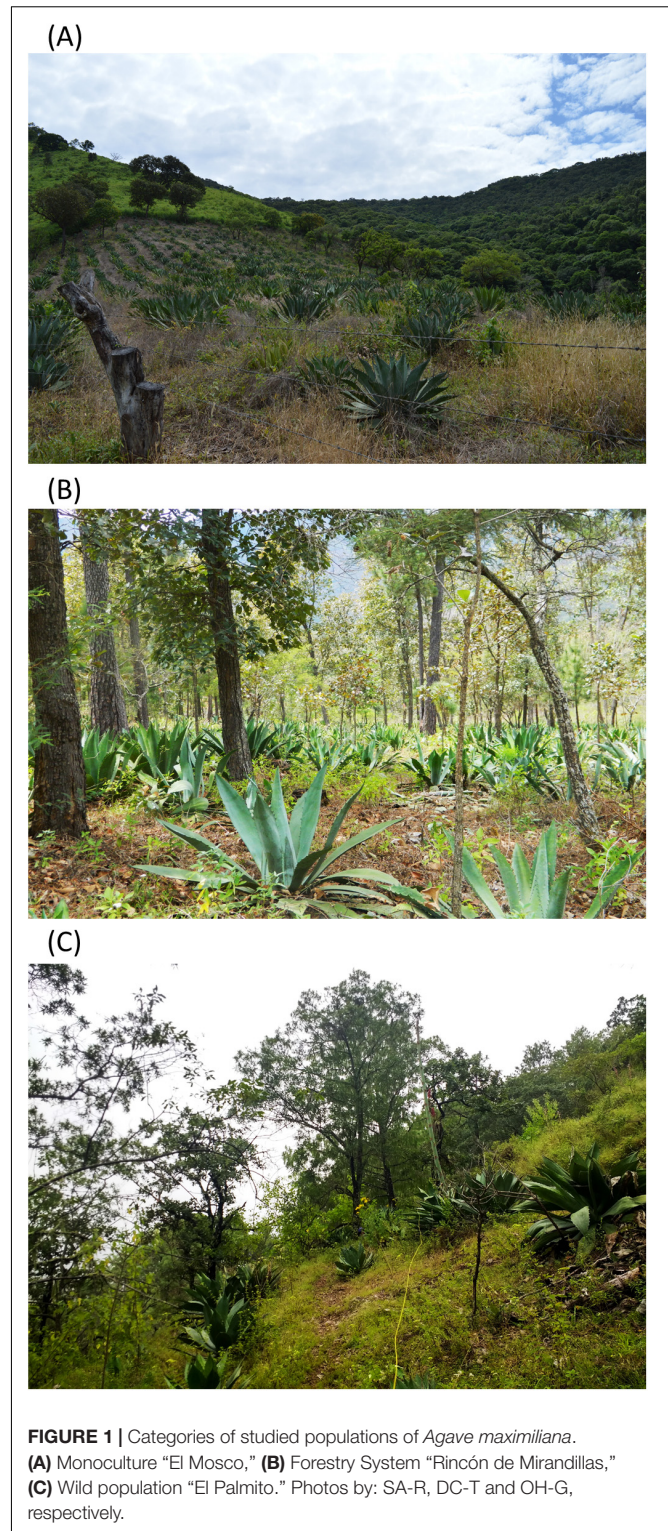 (A)
(B)
(C)
FIGURE 1 | Categories of studied populations of Agave maximiliana.
(A) Monoculture “El Mosco,” (B) Forestry System “Rincón de Mirandillas,”
(C) Wild population “El Palmito.” Photos by: SA-R, DC-T and OH-G,
respectively.